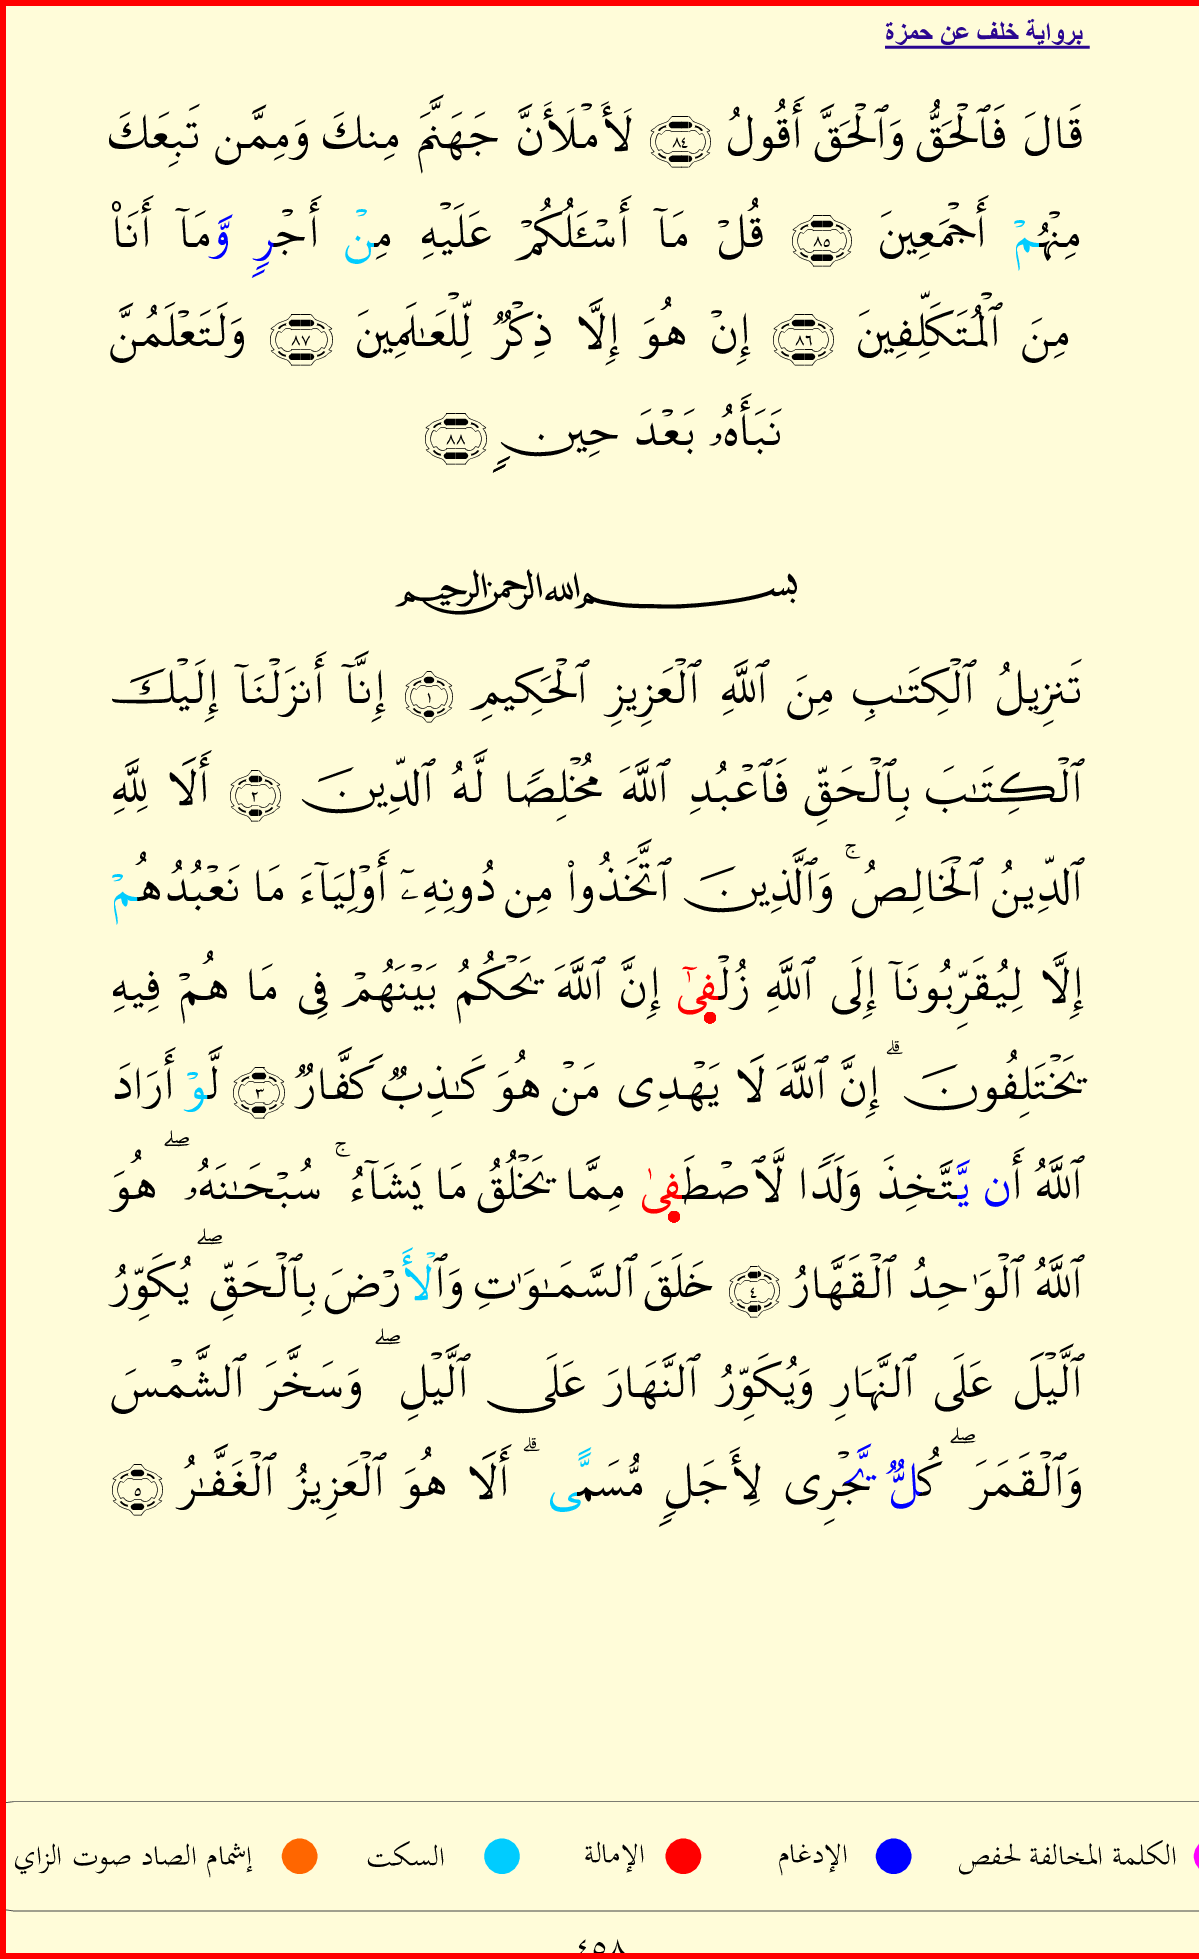 برواية خلف عن حمزة
قَالَ فَٱلۡحَقُّ وَٱلۡحَقَّ أَقُولُ ٨٤ لَأَمۡلَأَنَّ جَهَنَّمَ مِنكَ وَمِمَّن تَبِعَكَ
مِنۡهُمۡ أَجۡمَعِينَ ٨٥ قُلۡ مَآ أَسۡـَٔلُكُمۡ عَلَيۡهِ مِنۡ أَجۡرٖ وَّمَآ أَنَا۠
مِنَ ٱلۡمُتَكَلِّفِينَ ٨٦ إِنۡ هُوَ إِلَّا ذِكۡرٞ لِّلۡعَٰلَمِينَ ٨٧ وَلَتَعۡلَمُنَّ
نَبَأَهُۥ بَعۡدَ حِينِۭ ٨٨
بسم الله الرحمن الرحيم
تَنزِيلُ ٱلۡكِتَٰبِ مِنَ ٱللَّهِ ٱلۡعَزِيزِ ٱلۡحَكِيمِ ١ إِنَّآ أَنزَلۡنَآ إِلَيۡكَ
ٱلۡكِتَٰبَ بِٱلۡحَقِّ فَٱعۡبُدِ ٱللَّهَ مُخۡلِصٗا لَّهُ ٱلدِّينَ ٢ أَلَا لِلَّهِ
ٱلدِّينُ ٱلۡخَالِصُۚ وَٱلَّذِينَ ٱتَّخَذُواْ مِن دُونِهِۦٓ أَوۡلِيَآءَ مَا نَعۡبُدُهُمۡ
إِلَّا لِيُقَرِّبُونَآ إِلَى ٱللَّهِ زُلۡفِىٓ إِنَّ ٱللَّهَ يَحۡكُمُ بَيۡنَهُمۡ فِى مَا هُمۡ فِيهِ
يَخۡتَلِفُونَۗ إِنَّ ٱللَّهَ لَا يَهۡدِى مَنۡ هُوَ كَٰذِبٞ كَفَّارٞ ٣ لَّوۡ أَرَادَ
ٱللَّهُ أَن يَّتَّخِذَ وَلَدٗا لَّٱصۡطَفِىٰ مِمَّا يَخۡلُقُ مَا يَشَآءُۚ سُبۡحَٰنَهُۥۖ هُوَ
ٱللَّهُ ٱلۡوَٰحِدُ ٱلۡقَهَّارُ ٤ خَلَقَ ٱلسَّمَٰوَٰتِ وَٱلۡأَرۡضَ بِٱلۡحَقِّۖ يُكَوِّرُ
ٱلَّيۡلَ عَلَى ٱلنَّهَارِ وَيُكَوِّرُ ٱلنَّهَارَ عَلَى ٱلَّيۡلِۖ وَسَخَّرَ ٱلشَّمۡسَ
وَٱلۡقَمَرَۖ كُلّٞ يَّجۡرِى لِأَجَلٖ مُّسَمًّىۗ أَلَا هُوَ ٱلۡعَزِيزُ ٱلۡغَفَّٰرُ ٥
الكلمة المخالفة لحفص الإدغام الإمالة السكت إشمام الصاد صوت الزاي
٤٥٨